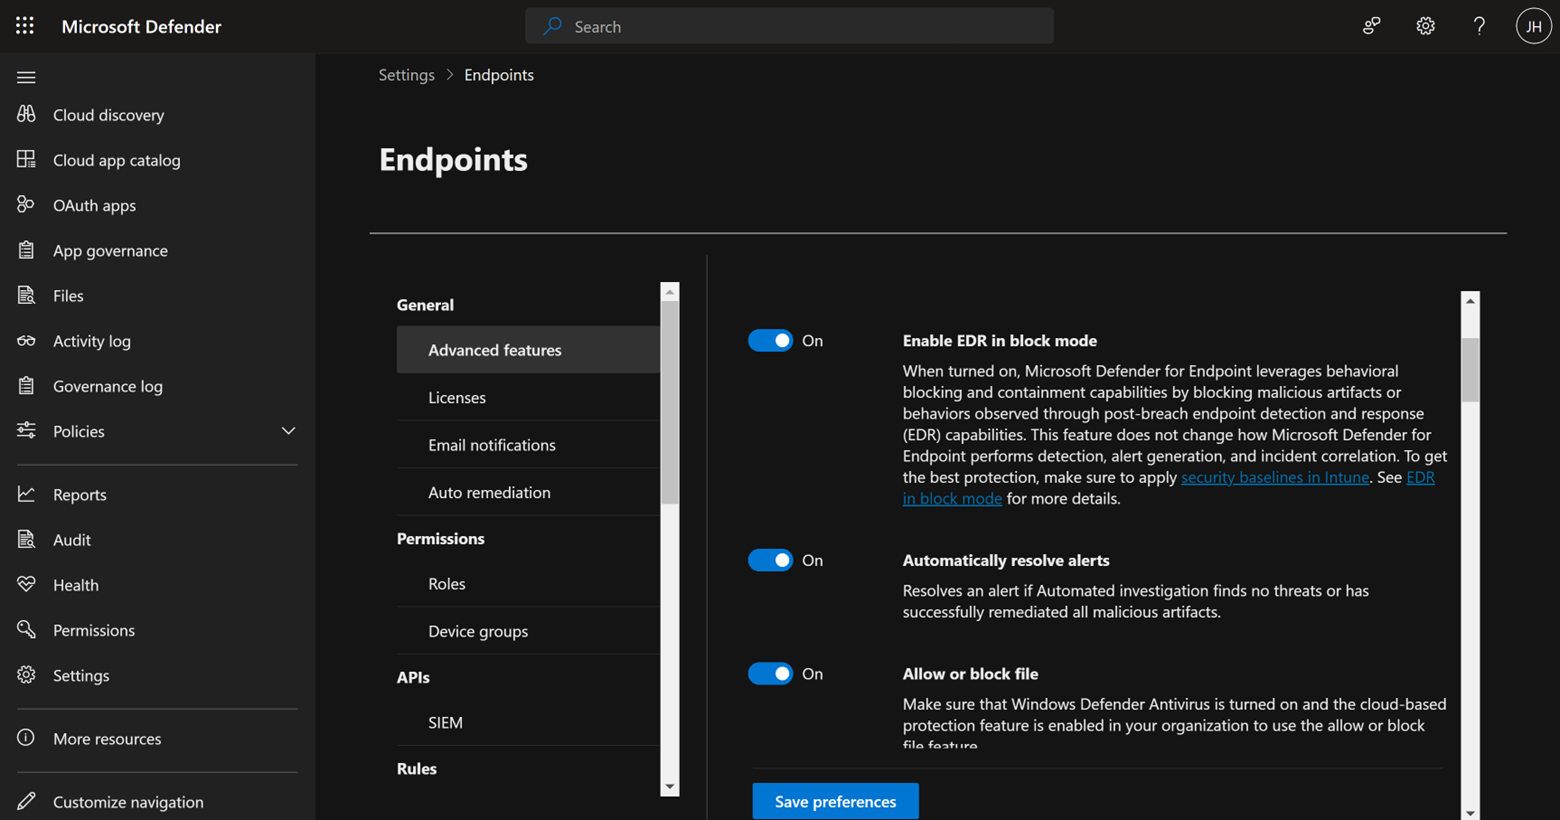 Microsoft Defender
Search
JH
Cloud discovery
Cloud app catalog
OAuth apps
App governance
Files
Activity log
Governance log
Policies
Reports
Audit
Health
Permissions
Settings
More resources
Customize navigation
Settings > Endpoints
Endpoints
General
Advanced features
Licenses
Email notifications
Auto remediation
Permissions
Roles
Device groups
APIs
SIEM
Rules
On
Enable EDR in block mode
When turned on, Microsoft Defender for Endpoint leverages behavioral
blocking and containment capabilities by blocking malicious artifacts or
behaviors observed through post-breach endpoint detection and response
(EDR) capabilities. This feature does not change how Microsoft Defender for
Endpoint performs detection, alert generation, and incident correlation. To get
the best protection, make sure to apply security baselines in Intune. See EDR
in block mode for more details.
On
Automatically resolve alerts
Resolves an alert if Automated investigation finds no threats or has
successfully remediated all malicious artifacts.
On
Allow or block file
Make sure that Windows Defender Antivirus is turned on and the cloud-based
protection feature is enabled in your organization to use the allow or block
file feature.
Save preferences